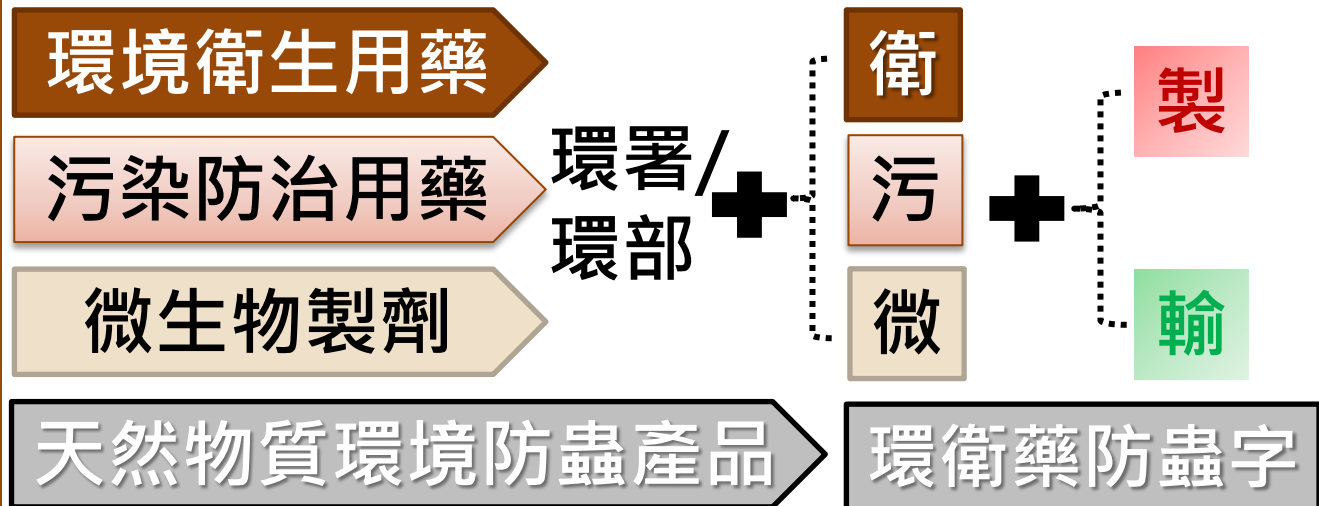 環境衛生用藥
污染防治用藥
微生物製劑
環署/
環部
衛
污
微
製
輸
天然物質環境防蟲產品
環衛藥防蟲字